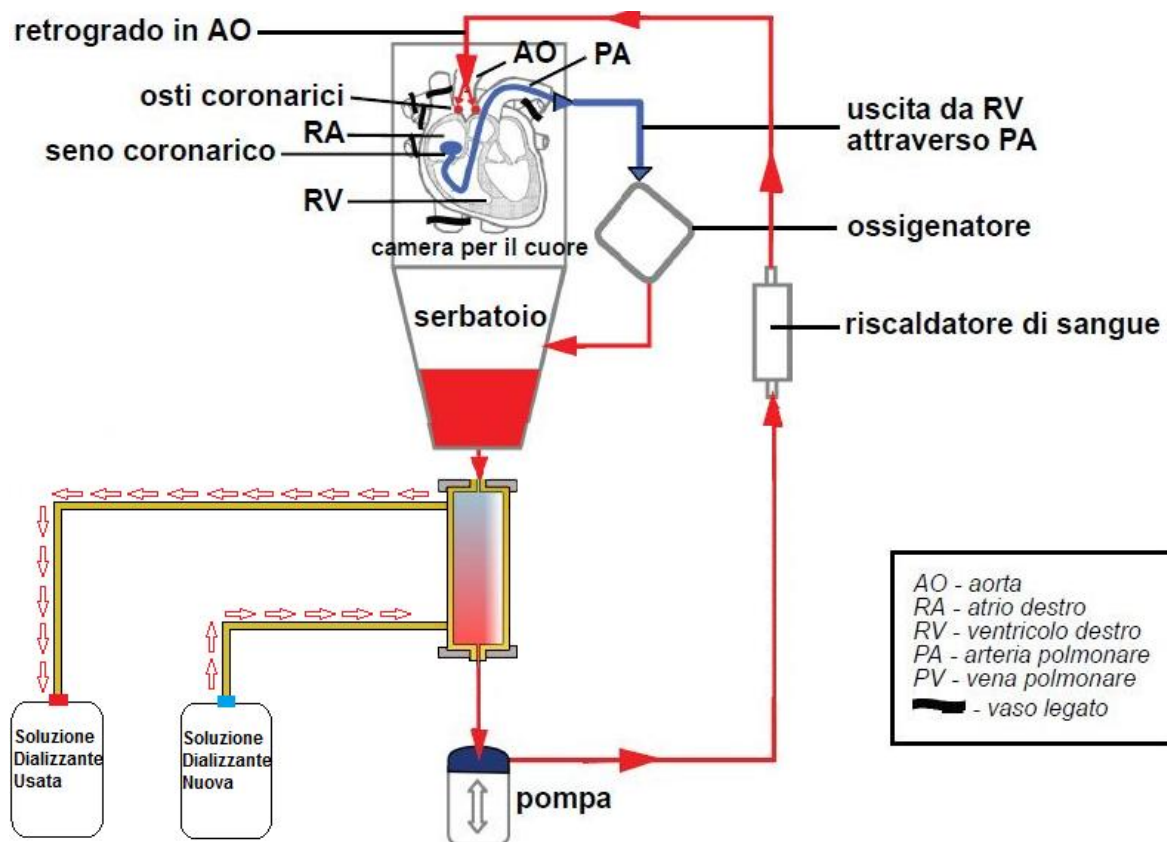 retrogrado in AO
AO
PA
osti coronarici
RA
seno coronarico
RV
camera per il cuore
uscita da RV
attraverso PA
ossigenatore
serbatoio
riscaldatore di sangue
Soluzione
Dializzante
Usata
Soluzione
Dializzante
Nuova
pompa
AO - aorta
RA - atrio destro
RV - ventricolo destro
PA - arteria polmonare
PV - vena polmonare
- vaso legato